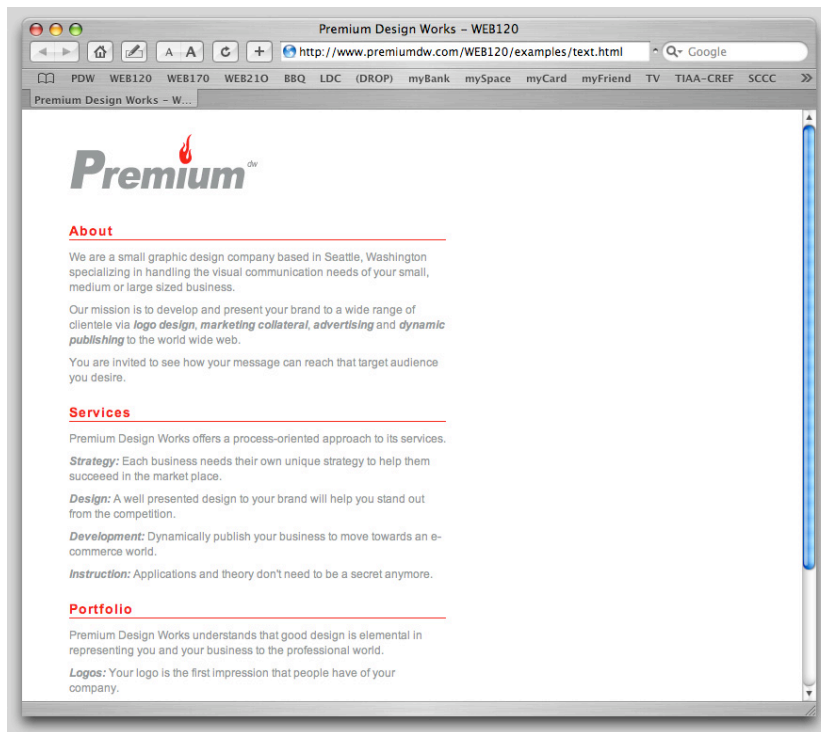 Premium Design Works – WEB120
A A
http://www.premiumdw.com/WEB120/examples/text.html
Google
PDW WEB120 WEB170 WEB210 BBQ LDC (DROP) myBank mySpace myCard myFriend TV TIAA-CREF SCCC
Premium Design Works – W...
Premium dw
About
We are a small graphic design company based in Seattle, Washington
specializing in handling the visual communication needs of your small,
medium or large sized business.
Our mission is to develop and present your brand to a wide range of
clientele via logo design, marketing collateral, advertising and dynamic
publishing to the world wide web.
You are invited to see how your message can reach that target audience
you desire.
Services
Premium Design Works offers a process-oriented approach to its services.
Strategy: Each business needs their own unique strategy to help them
succeeed in the market place.
Design: A well presented design to your brand will help you stand out
from the competition.
Development: Dynamically publish your business to move towards an e-
commerce world.
Instruction: Applications and theory don't need to be a secret anymore.
Portfolio
Premium Design Works understands that good design is elemental in
representing you and your business to the professional world.
Logos: Your logo is the first impression that people have of your
company.